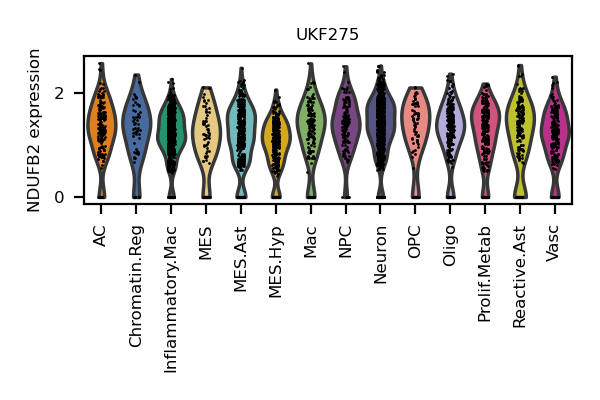 UKF275
NDUFB2 expression
2
0
AC
Chromatin.Reg
Inflammatory.Mac
MES
MES.Ast
MES.Hyp
Mac
NPC
Neuron
OPC
Oligo
Prolif.Metab
Reactive.Ast
Vasc